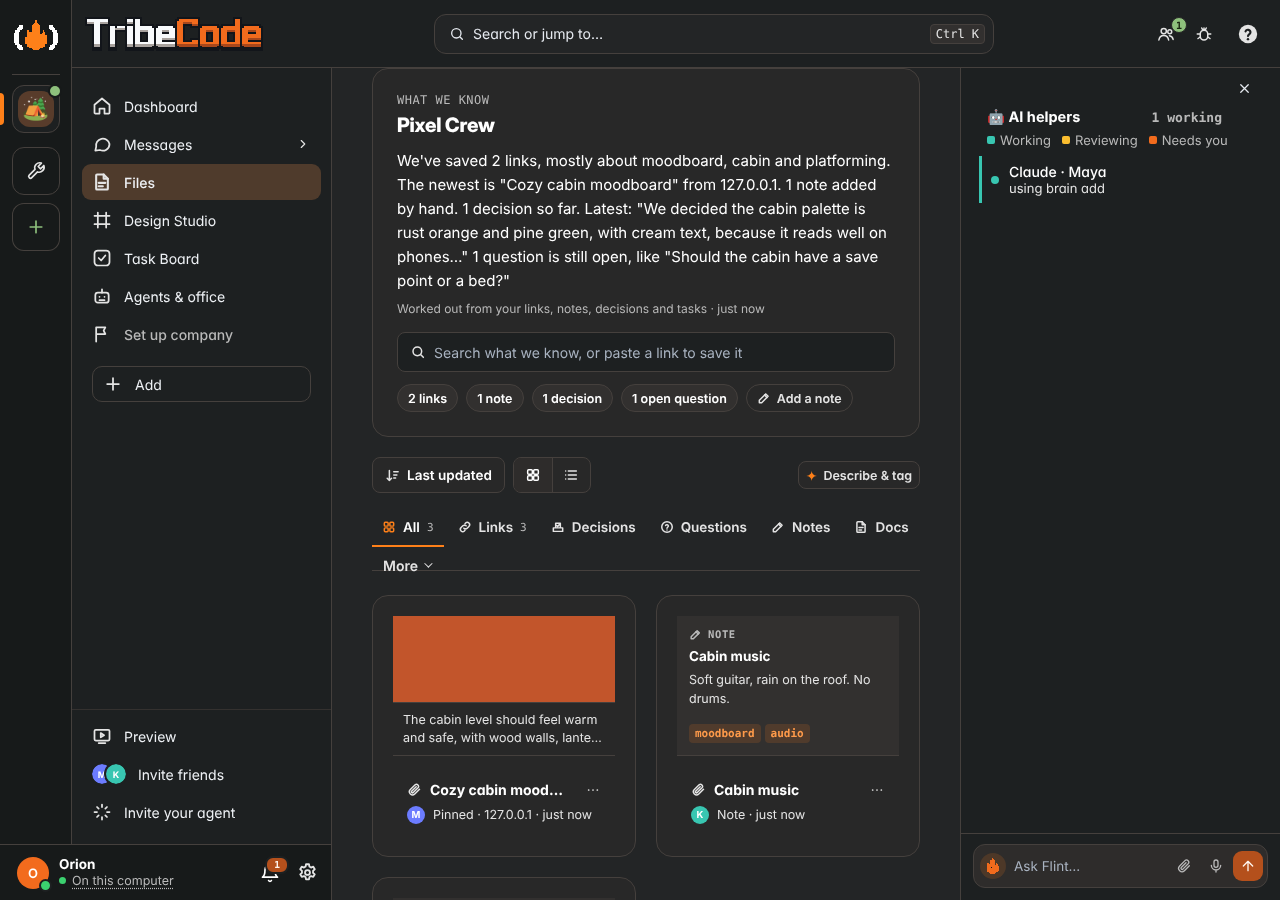 TribeCode
Search or jump to...
Ctrl K
1
?
Dashboard
Messages
Files
Design Studio
Task Board
Agents & office
Set up company
Add
Preview
M K
Invite friends
Invite your agent
O
Orion
On this computer
1
WHAT WE KNOW
Pixel Crew
We've saved 2 links, mostly about moodboard, cabin and platforming.
The newest is "Cozy cabin moodboard" from 127.0.0.1. 1 note added
by hand. 1 decision so far. Latest: "We decided the cabin palette is
rust orange and pine green, with cream text, because it reads well on
phones..." 1 question is still open, like "Should the cabin have a save
point or a bed?"
Worked out from your links, notes, decisions and tasks · just now
Search what we know, or paste a link to save it
2 links
1 note
1 decision
1 open question
Add a note
Last updated
Describe & tag
All 3
Links 3
Decisions
Questions
Notes
Docs
More
The cabin level should feel warm
and safe, with wood walls, lante...
Cozy cabin mood...
M
Pinned · 127.0.0.1 · just now
NOTE
Cabin music
Soft guitar, rain on the roof. No
drums.
moodboard
audio
Cabin music
K
Note · just now
AI helpers
1 working
Working
Reviewing
Needs you
Claude · Maya
using brain add
Ask Flint...